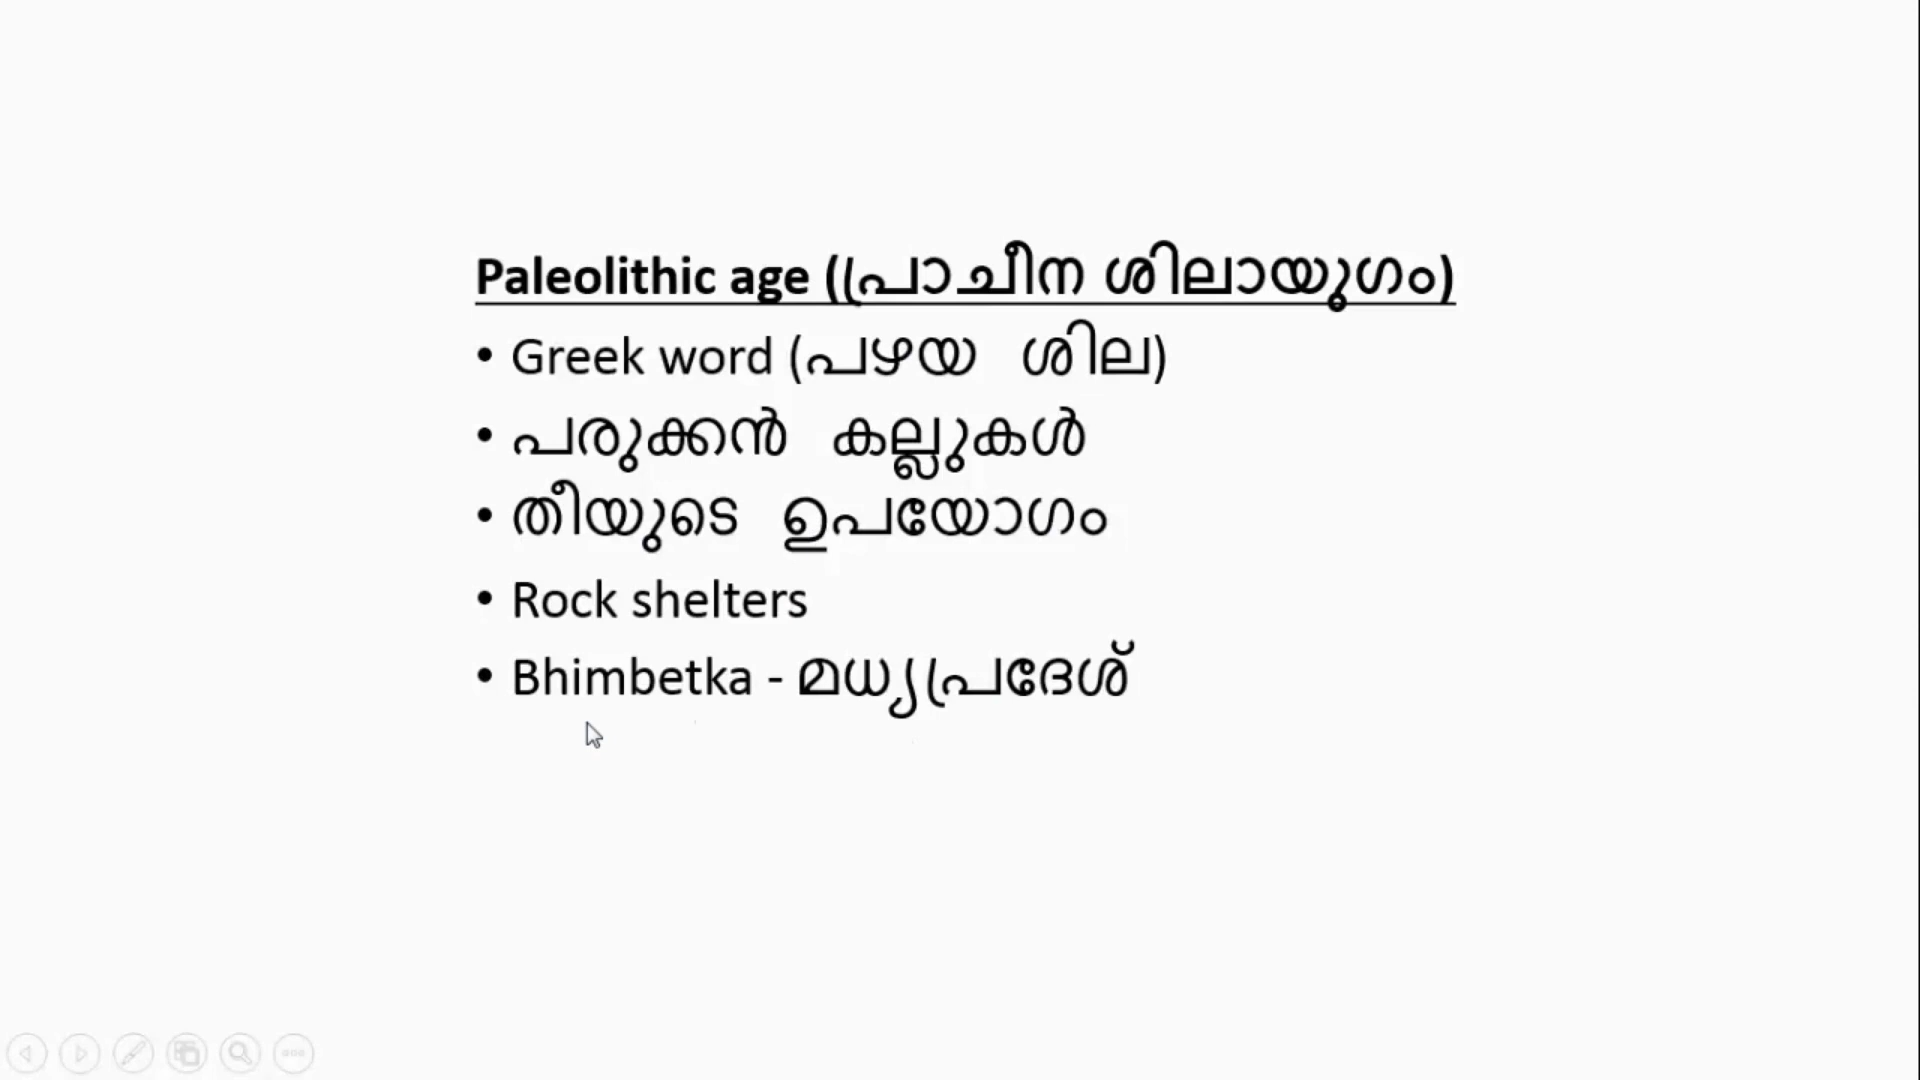 Paleolithic age (പ്രാചീന ശിലായുഗം)
• Greek word (പഴയ ശില)
• പരുക്കൻ കല്ലുകൾ
• തീയുടെ ഉപയോഗം
• Rock shelters
• Bhimbetka - മധ്യപ്രദേശ്